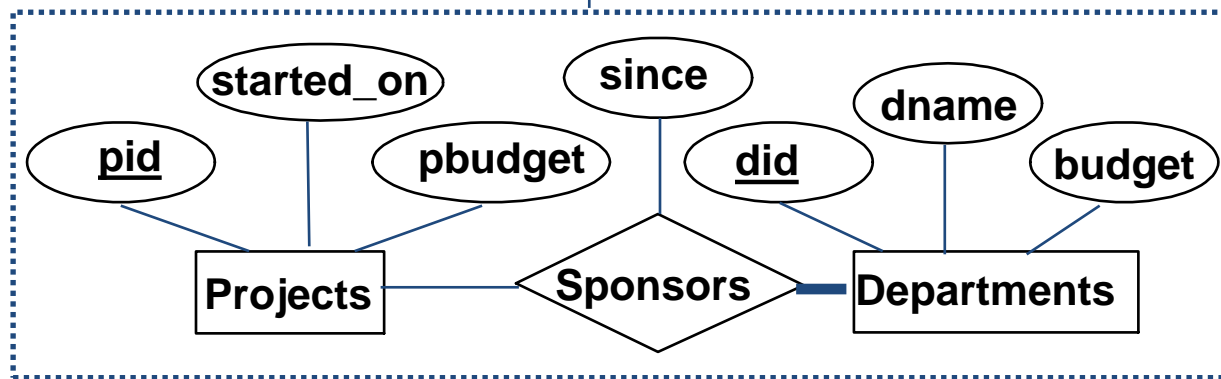 started_on
since
dname
pid
pbudget
did
budget
Projects
Sponsors
Departments